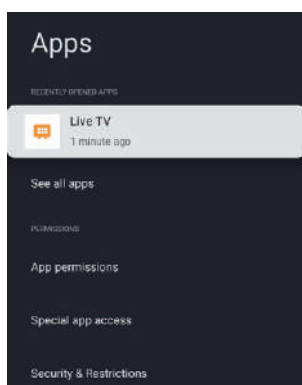 Apps
RECENTLY OPENED APPS
Live TV
1 minute ago
See all apps
PERMISSIONS
App permissions
Special app access
Security & Restrictions